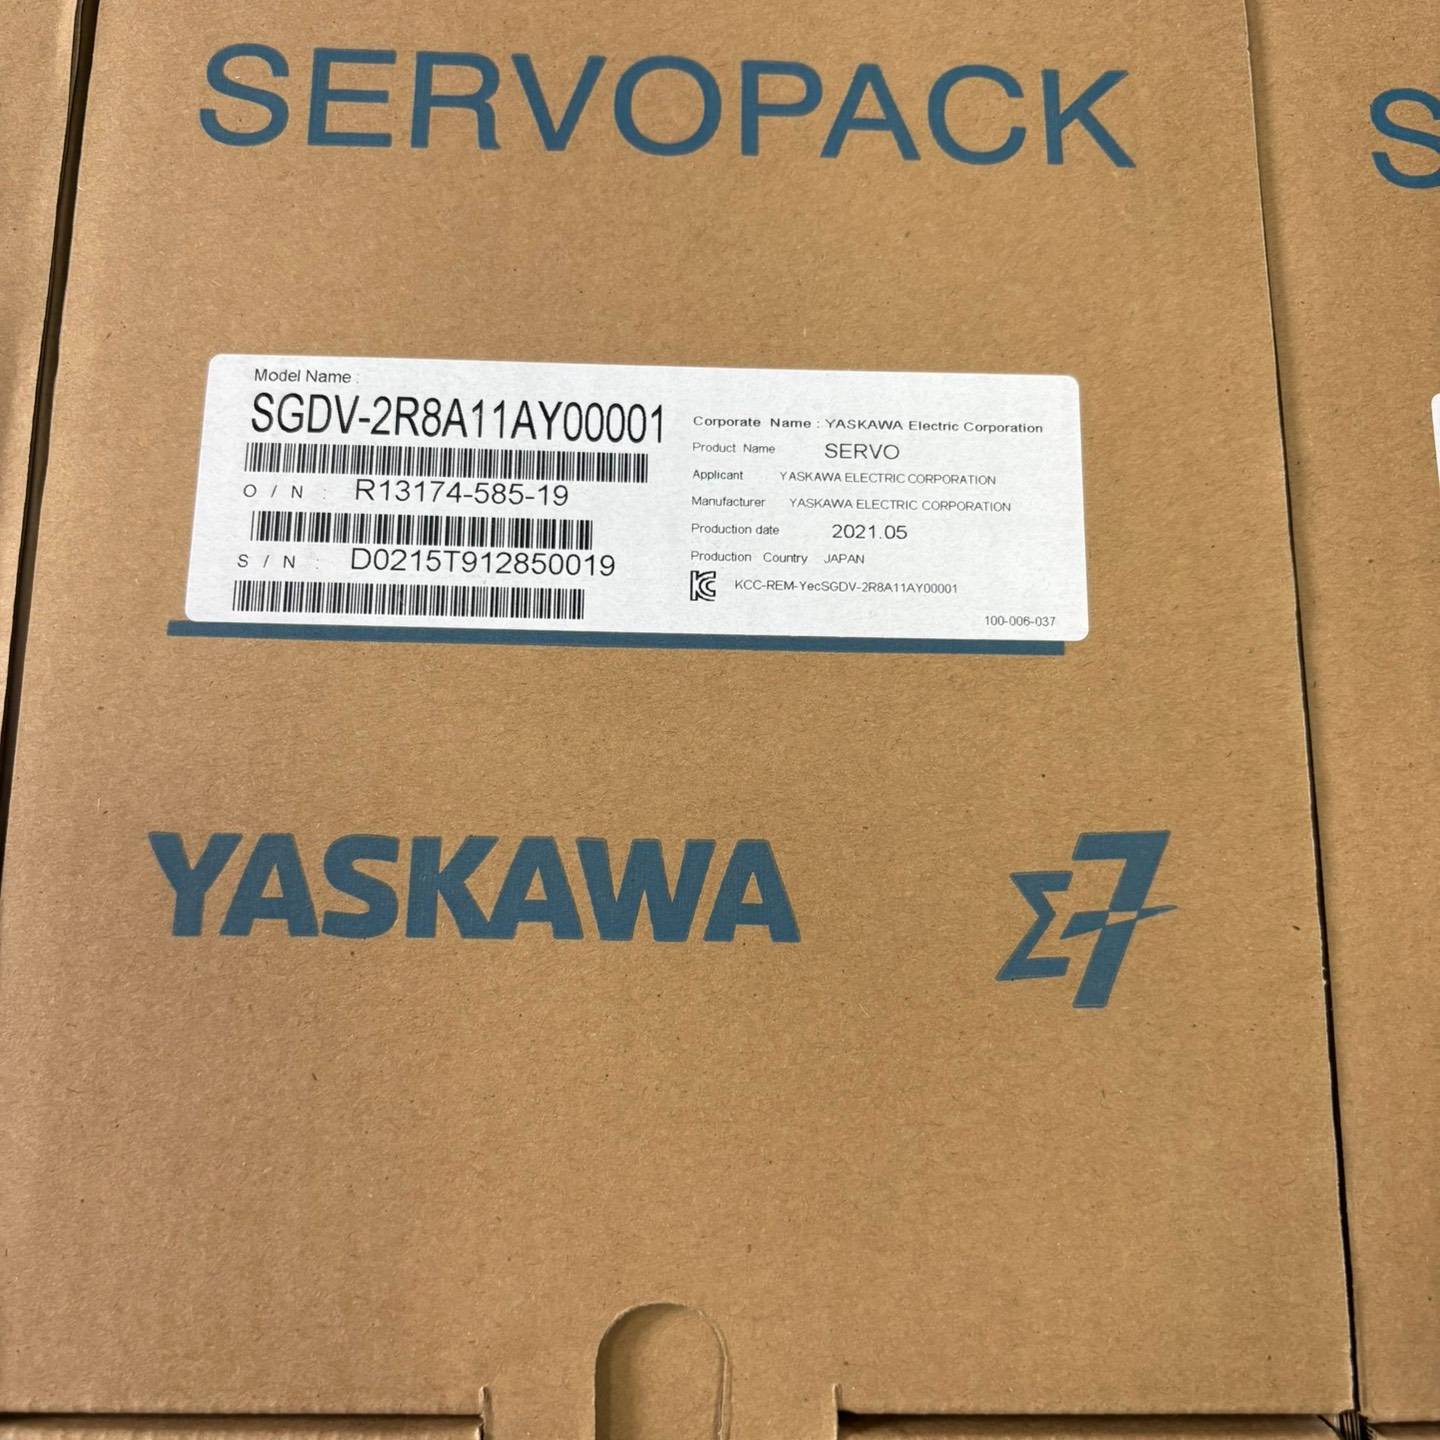 SERVOPACK
S
Model Name :
SGDV-2R8A11AY00001
O / N : R13174-585-19
S / N : D0215T912850019
Corporate Name : YASKAWA Electric Corporation
Product Name SERVO
Applicant YASKAWA ELECTRIC CORPORATION
Manufacturer YASKAWA ELECTRIC CORPORATION
Production date 2021.05
Production Country JAPAN
KCC-REM-YecSGDV-2R8A11AY00001
100-006-037
YASKAWA
Σ7